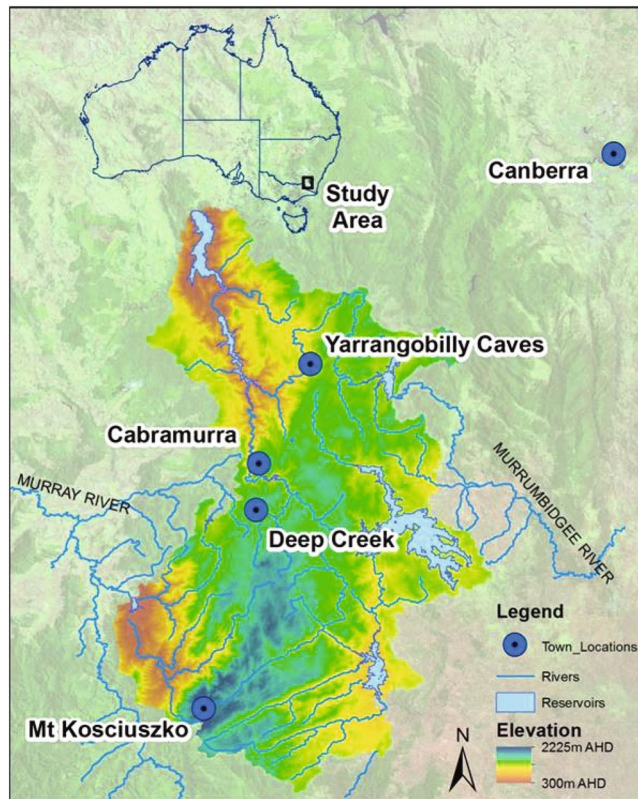 Canberra
Study
Area
Yarrangobilly Caves
Cabramurra
MURRAY RIVER
MURRUMBIDGEE RIVER
Deep Creek
Mt Kosciuszko
N
Legend
Town_Locations
Rivers
Reservoirs
Elevation
2225m AHD
300m AHD